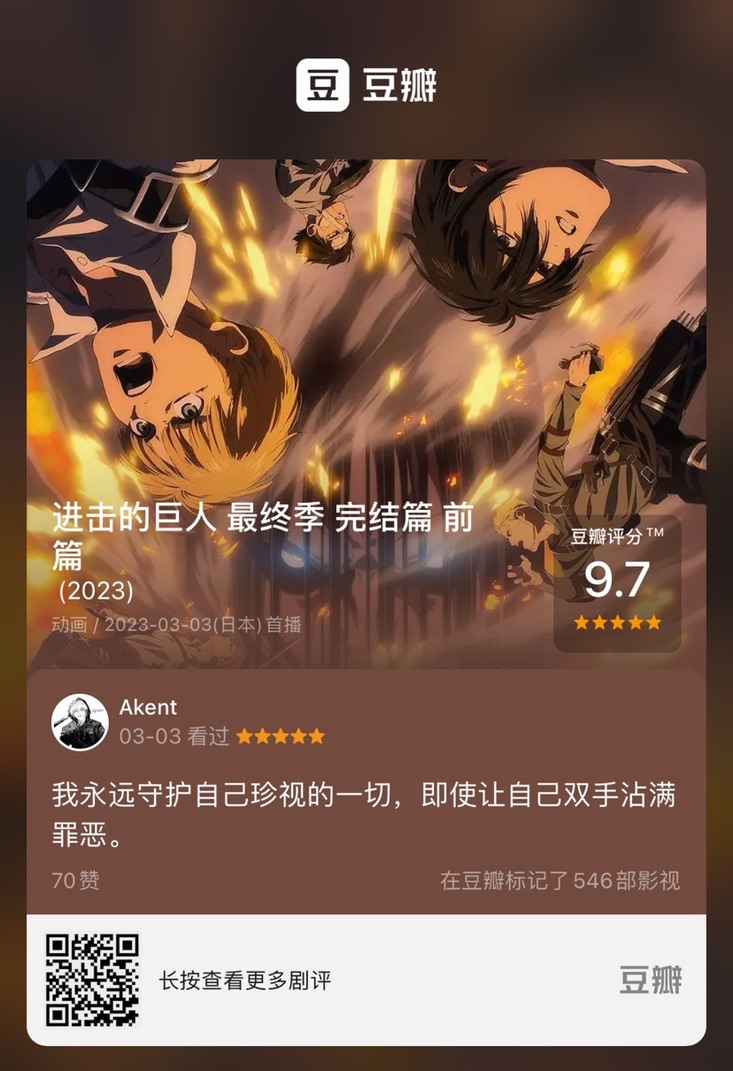 豆 豆瓣
进击的巨人 最终季 完结篇 前
篇
(2023)
动画 / 2023-03-03(日本)首播
豆瓣评分™
9.7
Akent
03-03 看过
我永远守护自己珍视的一切，即使让自己双手沾满
罪恶。
70赞
在豆瓣标记了546部影视
长按查看更多剧评
豆瓣